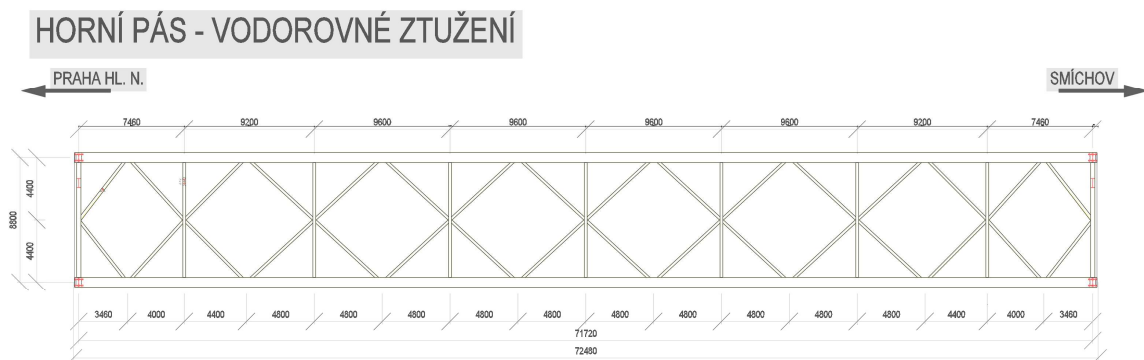 HORNÍ PÁS - VODOROVNÉ ZTUŽENÍ
PRAHA HL. N.
SMÍCHOV
7460 9200 9600 9600 9600 9600 9200 7460
4400
8800
4400
3460 4000 4400 4800 4800 4800 4800 4800 4800 4800 4800 4800 4400 4000 3460
71720
72480